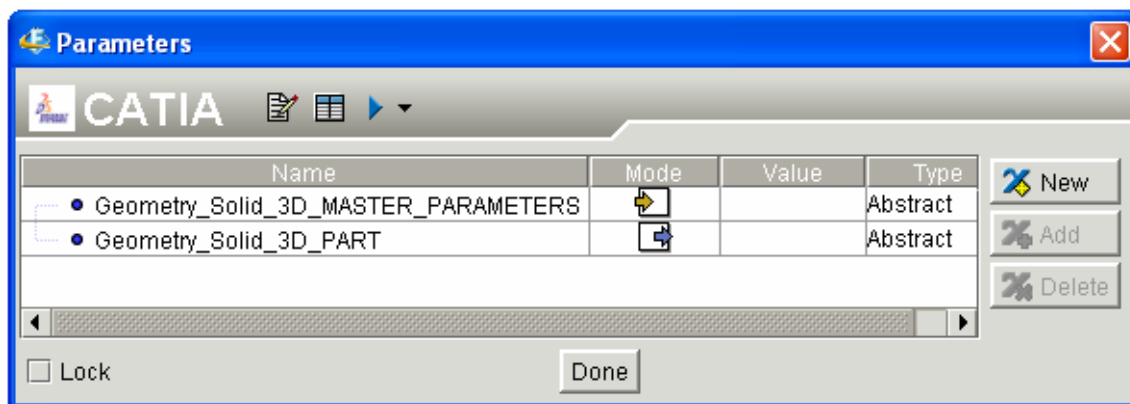 Parameters
CATIA
Name Mode Value Type
Geometry_Solid_3D_MASTER_PARAMETERS Abstract
Geometry_Solid_3D_PART Abstract
New
Add
Delete
Lock
Done